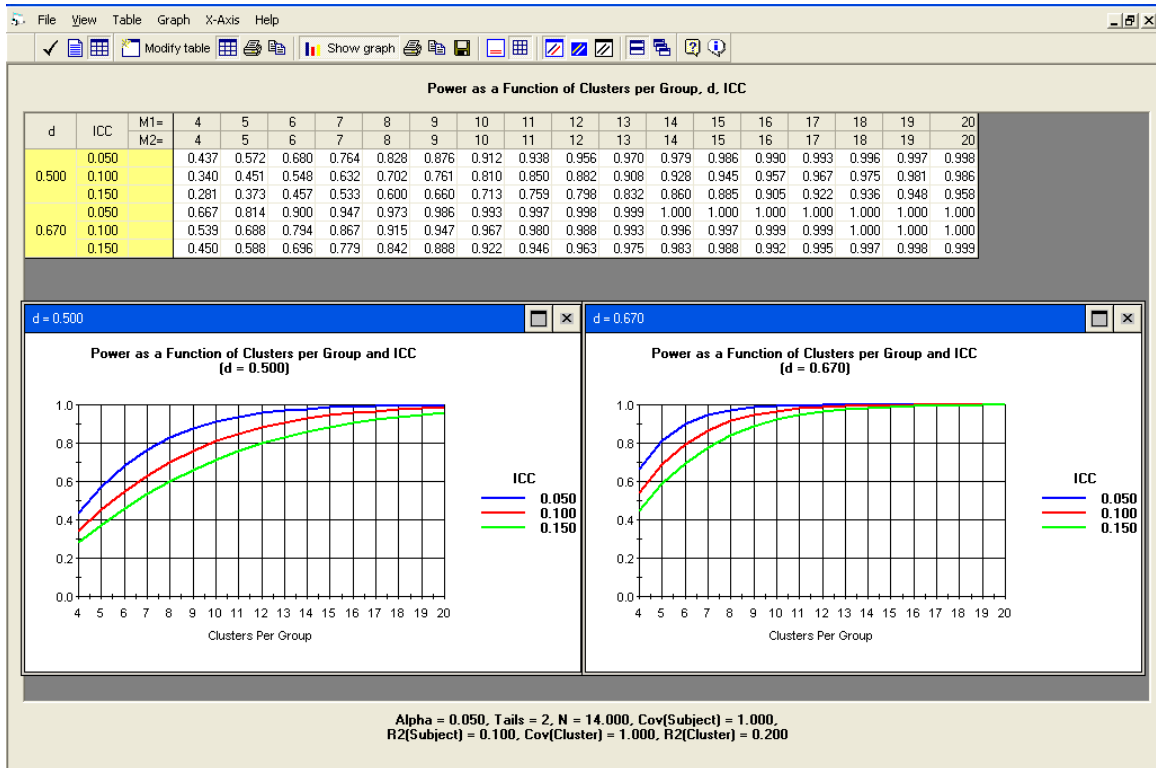 File View Table Graph X-Axis Help
Modify table Show graph
Power as a Function of Clusters per Group, d, ICC
d ICC M1= 4 5 6 7 8 9 10 11 12 13 14 15 16 17 18 19 20
M2= 4 5 6 7 8 9 10 11 12 13 14 15 16 17 18 19 20
0.050 0.437 0.572 0.680 0.764 0.828 0.876 0.912 0.938 0.956 0.970 0.979 0.986 0.990 0.993 0.996 0.997 0.998
0.500 0.100 0.340 0.451 0.548 0.632 0.702 0.761 0.810 0.850 0.882 0.908 0.928 0.945 0.957 0.967 0.975 0.981 0.986
0.150 0.281 0.373 0.457 0.533 0.600 0.660 0.713 0.759 0.798 0.832 0.860 0.885 0.905 0.922 0.936 0.948 0.958
0.050 0.667 0.814 0.900 0.947 0.973 0.986 0.993 0.997 0.998 0.999 1.000 1.000 1.000 1.000 1.000 1.000 1.000
0.670 0.100 0.539 0.688 0.794 0.867 0.915 0.947 0.967 0.980 0.988 0.993 0.996 0.997 0.999 0.999 1.000 1.000 1.000
0.150 0.450 0.588 0.696 0.779 0.842 0.888 0.922 0.946 0.963 0.975 0.983 0.988 0.992 0.995 0.997 0.998 0.999
d = 0.500
Power as a Function of Clusters per Group and ICC
(d = 0.500)
1.0
0.8
0.6
0.4
0.2
0.0
4 5 6 7 8 9 10 11 12 13 14 15 16 17 18 19 20
Clusters Per Group
ICC
0.050
0.100
0.150
d = 0.670
Power as a Function of Clusters per Group and ICC
(d = 0.670)
1.0
0.8
0.6
0.4
0.2
0.0
4 5 6 7 8 9 10 11 12 13 14 15 16 17 18 19 20
Clusters Per Group
ICC
0.050
0.100
0.150
Alpha = 0.050, Tails = 2, N = 14.000, Cov(Subject) = 1.000,
R2(Subject) = 0.100, Cov(Cluster) = 1.000, R2(Cluster) = 0.200